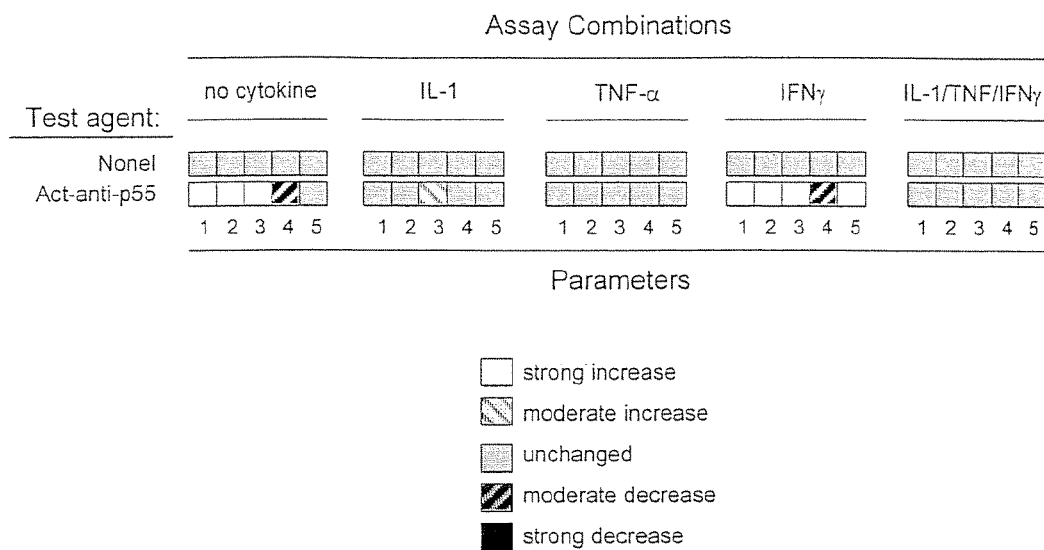 Assay Combinations
no cytokine IL-1 TNF-α IFNγ IL-1/TNF/IFNγ
Test agent:
Nonel
Act-anti-p55
1 2 3 4 5 1 2 3 4 5 1 2 3 4 5 1 2 3 4 5 1 2 3 4 5
Parameters
strong increase
moderate increase
unchanged
moderate decrease
strong decrease